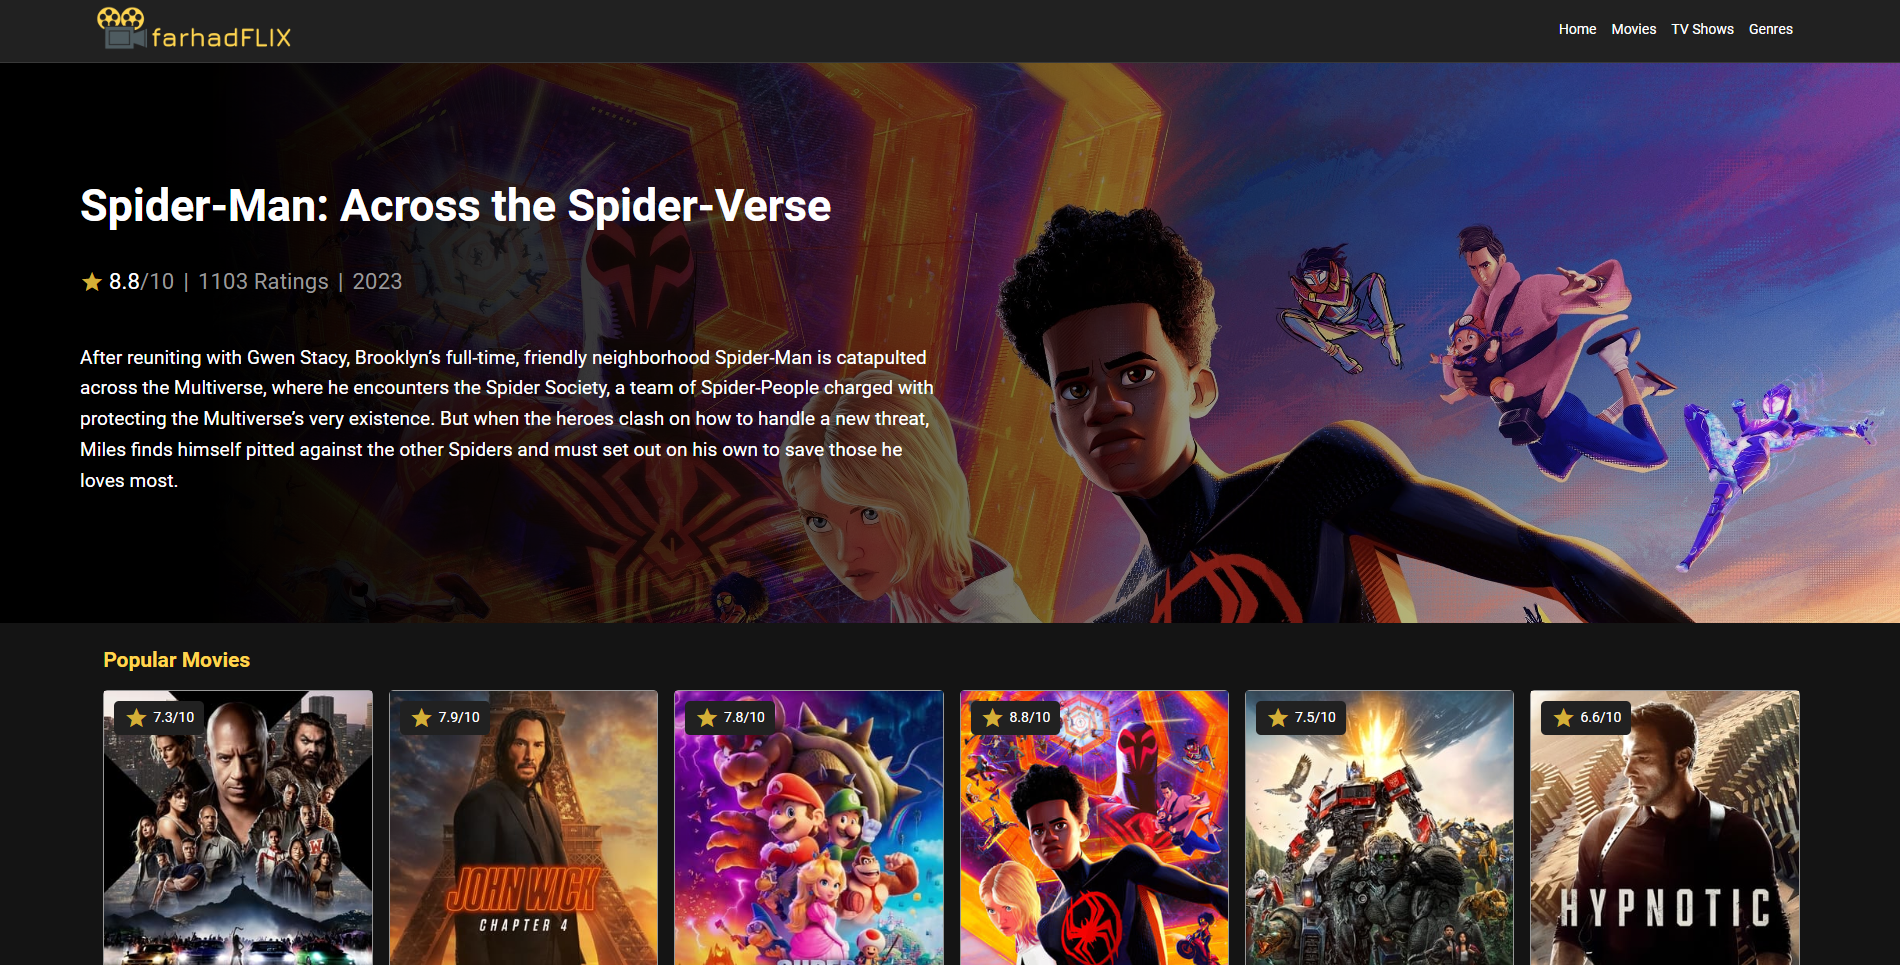 farhadFLIX
Home Movies TV Shows Genres
Spider-Man: Across the Spider-Verse
8.8/10 | 1103 Ratings | 2023
After reuniting with Gwen Stacy, Brooklyn’s full-time, friendly neighborhood Spider-Man is catapulted
across the Multiverse, where he encounters the Spider Society, a team of Spider-People charged with
protecting the Multiverse’s very existence. But when the heroes clash on how to handle a new threat,
Miles finds himself pitted against the other Spiders and must set out on his own to save those he
loves most.
Popular Movies
7.3/10
7.9/10
7.8/10
8.8/10
7.5/10
6.6/10
JOHN WICK
CHAPTER 4
SUPER
HYPNOTIC